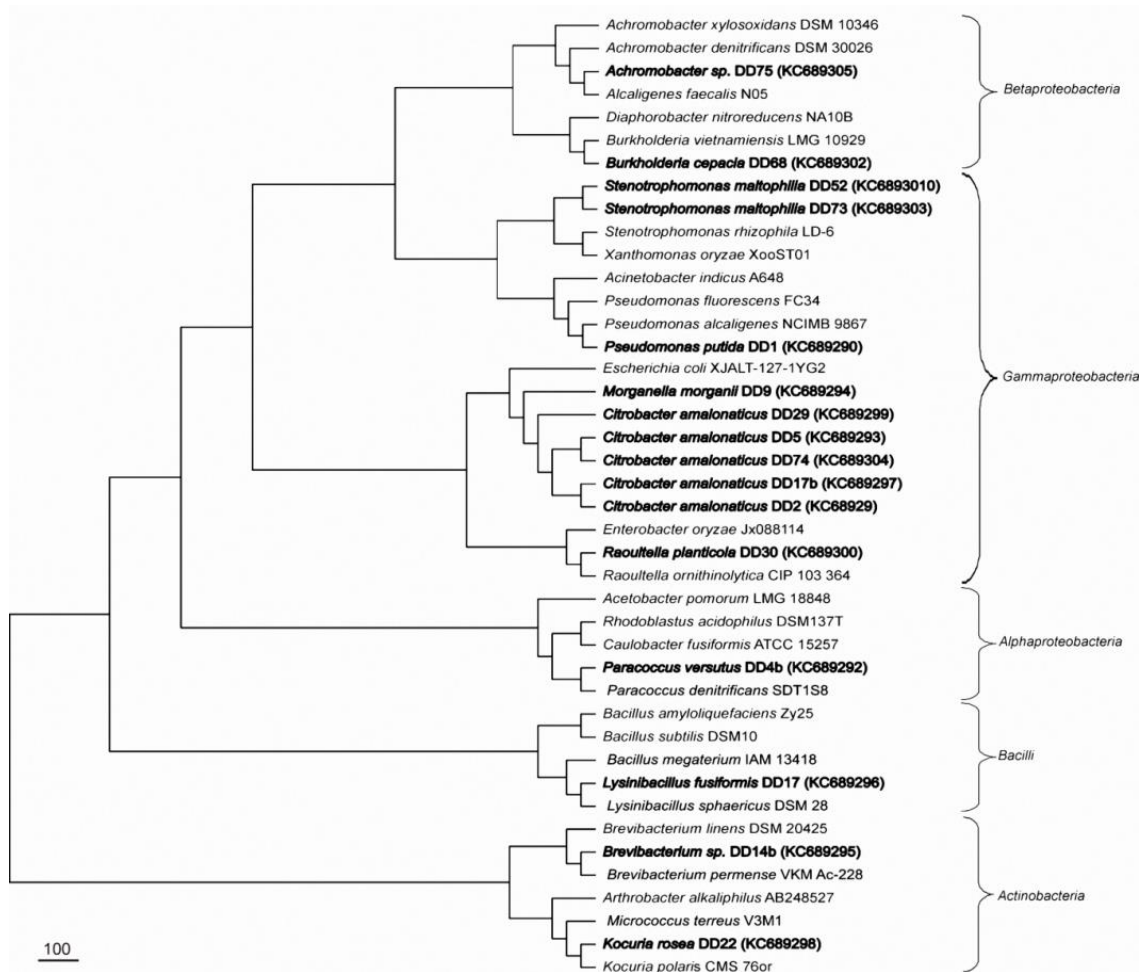 Achromobacter xylosoxidans DSM 10346
Achromobacter denitrificans DSM 30026
Achromobacter sp. DD75 (KC689305)
Alcaligenes faecalis N05
Betaproteobacteria
Diaphorobacter nitroreducens NA10B
Burkholderia vietnamiensis LMG 10929
Burkholderia cepacia DD68 (KC689302)
Stenotrophomonas maltophilia DD52 (KC6893010)
Stenotrophomonas maltophilia DD73 (KC689303)
Stenotrophomonas rhizophila LD-6
Xanthomonas oryzae XooST01
Acinetobacter indicus A648
Pseudomonas fluorescens FC34
Pseudomonas alcaligenes NCIMB 9867
Pseudomonas putida DD1 (KC689290)
Escherichia coli XJALT-127-1YG2
Gammaproteobacteria
Morganella morganii DD9 (KC689294)
Citrobacter amalonaticus DD29 (KC689299)
Citrobacter amalonaticus DD5 (KC689293)
Citrobacter amalonaticus DD74 (KC689304)
Citrobacter amalonaticus DD17b (KC689297)
Citrobacter amalonaticus DD2 (KC68929)
Enterobacter oryzae Jx088114
Raoultella planticola DD30 (KC689300)
Raoultella ornithinolytica CIP 103 364
Acetobacter pomorum LMG 18848
Rhodoblastus acidophilus DSM137T
Caulobacter fusiformis ATCC 15257
Alphaproteobacteria
Paracoccus versutus DD4b (KC689292)
Paracoccus denitrificans SDT1S8
Bacillus amyloliquefaciens Zy25
Bacillus subtilis DSM10
Bacilli
Bacillus megaterium IAM 13418
Lysinibacillus fusiformis DD17 (KC689296)
Lysinibacillus sphaericus DSM 28
Brevibacterium linens DSM 20425
Brevibacterium sp. DD14b (KC689295)
Brevibacterium permense VKM Ac-228
Arthrobacter alkaliphilus AB248527
Actinobacteria
Micrococcus terreus V3M1
Kocuria rosea DD22 (KC689298)
Kocuria polaris CMS 76or
100